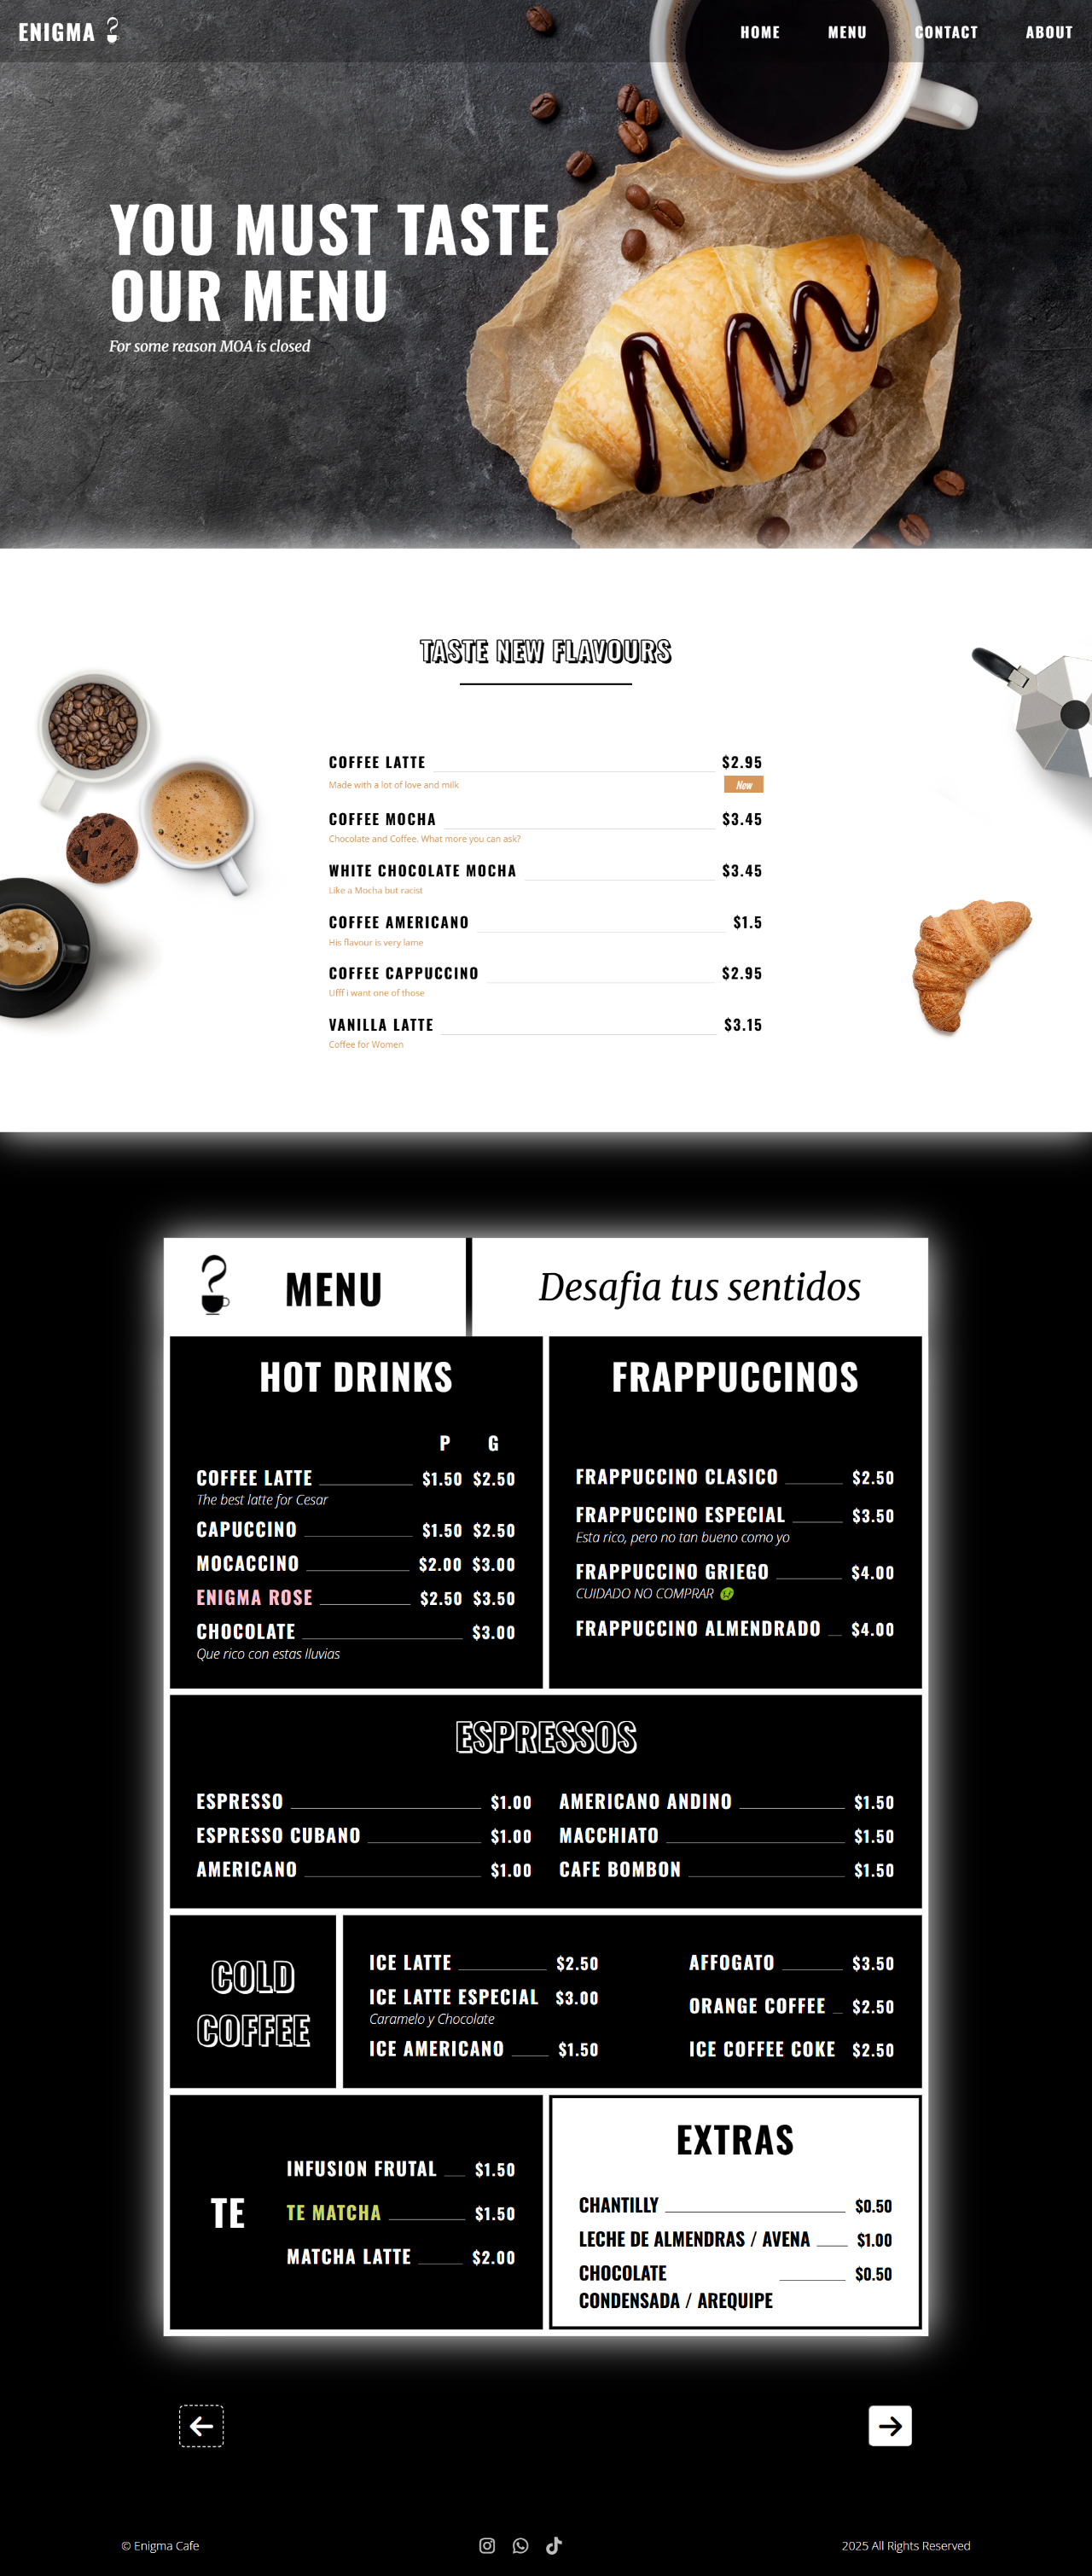 ENIGMA
HOME MENU CONTACT ABOUT
YOU MUST TASTE
OUR MENU
For some reason MOA is closed
TASTE NEW FLAVOURS
COFFEE LATTE $2.95
Made with a lot of love and milk New
COFFEE MOCHA $3.45
Chocolate and Coffee. What more you can ask?
WHITE CHOCOLATE MOCHA $3.45
Like a Mocha but racist
COFFEE AMERICANO $1.5
His flavour is very lame
COFFEE CAPPUCCINO $2.95
Ufff i want one of those
VANILLA LATTE $3.15
Coffee for Women
MENU
Desafia tus sentidos
HOT DRINKS
P G
COFFEE LATTE $1.50 $2.50
The best latte for Cesar
CAPUCCINO $1.50 $2.50
MOCACCINO $2.00 $3.00
ENIGMA ROSE $2.50 $3.50
CHOCOLATE $3.00
Que rico con estas lluvias
FRAPPUCCINOS
FRAPPUCCINO CLASICO $2.50
FRAPPUCCINO ESPECIAL $3.50
Esta rico, pero no tan bueno como yo
FRAPPUCCINO GRIEGO $4.00
CUIDADO NO COMPRAR
FRAPPUCCINO ALMENDRADO $4.00
ESPRESSOS
ESPRESSO $1.00
ESPRESSO CUBANO $1.00
AMERICANO $1.00
AMERICANO ANDINO $1.50
MACCHIATO $1.50
CAFE BOMBON $1.50
COLD
COFFEE
ICE LATTE $2.50
ICE LATTE ESPECIAL $3.00
Caramelo y Chocolate
ICE AMERICANO $1.50
AFFOGATO $3.50
ORANGE COFFEE $2.50
ICE COFFEE COKE $2.50
TE
INFUSION FRUTAL $1.50
TE MATCHA $1.50
MATCHA LATTE $2.00
EXTRAS
CHANTILLY $0.50
LECHE DE ALMENDRAS / AVENA $1.00
CHOCOLATE $0.50
CONDENSADA / AREQUIPE
© Enigma Cafe
2025 All Rights Reserved